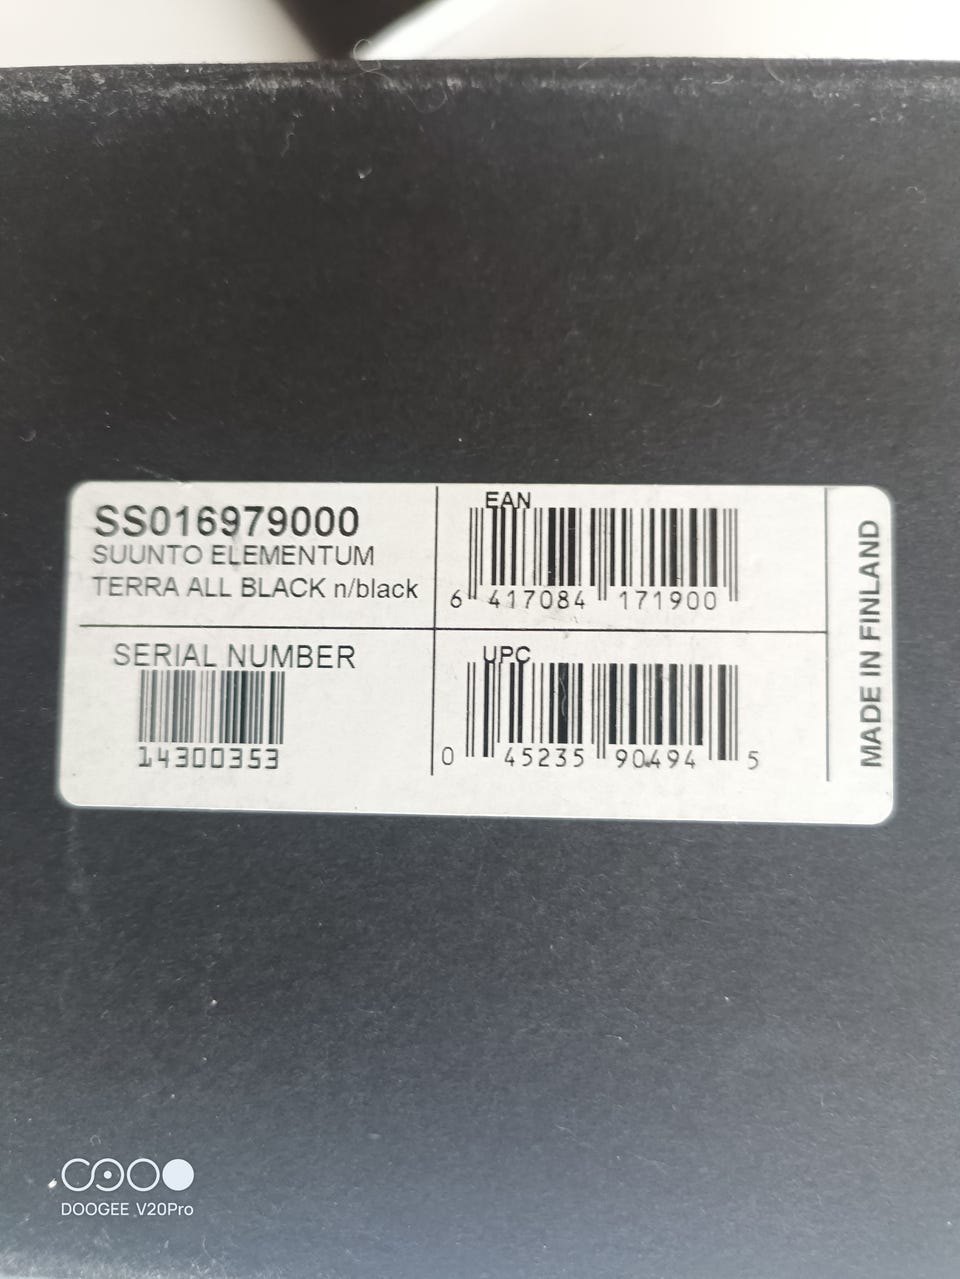 SS016979000
SUUNTO ELEMENTUM
TERRA ALL BLACK n/black
EAN
6 417084 171900
SERIAL NUMBER
14300353
UPC
0 45235 90494 5
MADE IN FINLAND
DOOGEE V20Pro